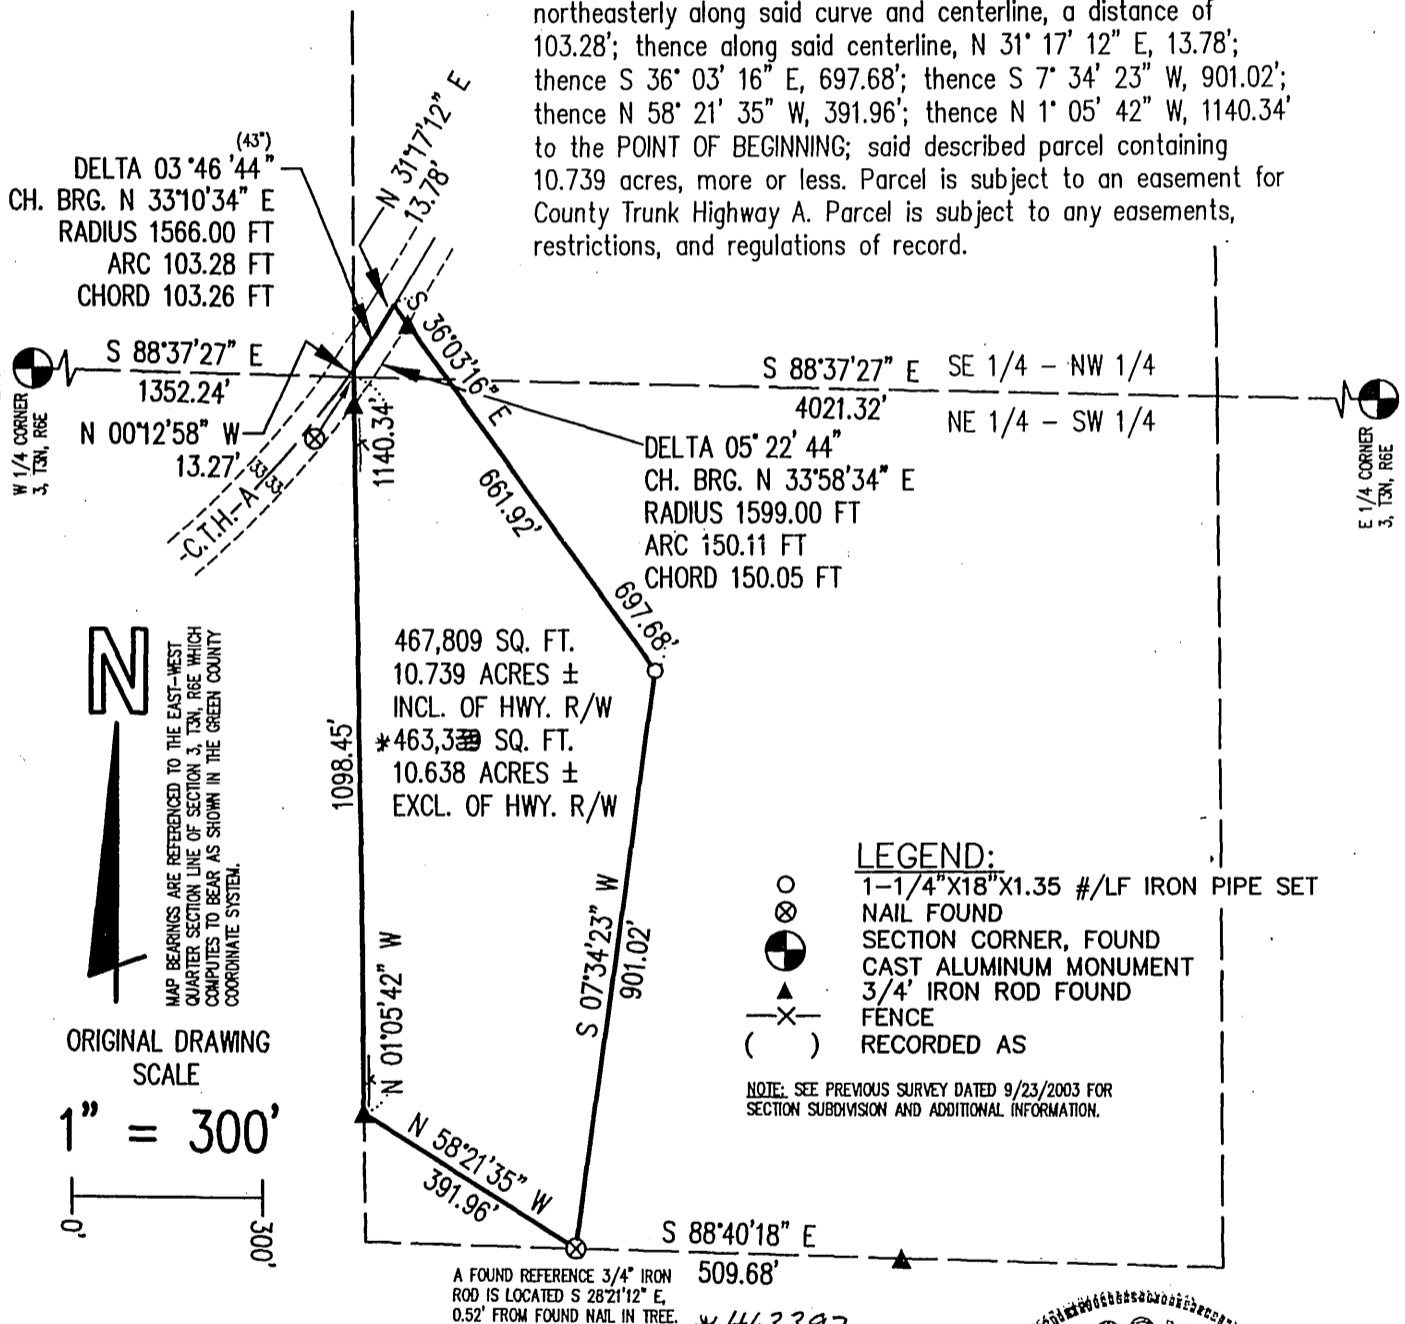 northeasterly along said curve and centerline, a distance of
103.28'; thence along said centerline, N 31° 17' 12" E, 13.78';
thence S 36° 03' 16" E, 697.68'; thence S 7° 34' 23" W, 901.02';
thence N 58° 21' 35" W, 391.96'; thence N 1° 05' 42" W, 1140.34'
to the POINT OF BEGINNING; said described parcel containing
10.739 acres, more or less. Parcel is subject to an easement for
County Trunk Highway A. Parcel is subject to any easements,
restrictions, and regulations of record.
(43")
DELTA 03°46'44"
CH. BRG. N 33°10'34" E
RADIUS 1566.00 FT
ARC 103.28 FT
CHORD 103.26 FT
N 31°17'12" E
13.78'
S 88°37'27" E
1352.24'
W 1/4 CORNER
3, T3N, R6E
N 00°12'58" W
13.27'
33'
33'
C.T.H.-A
1140.34'
S 36°03'16" E
661.92'
697.68'
S 88°37'27" E
4021.32'
SE 1/4 - NW 1/4
NE 1/4 - SW 1/4
E 1/4 CORNER
3, T3N, R6E
DELTA 05° 22' 44"
CH. BRG. N 33°58'34" E
RADIUS 1599.00 FT
ARC 150.11 FT
CHORD 150.05 FT
N
MAP BEARINGS ARE REFERENCED TO THE EAST-WEST
QUARTER SECTION LINE OF SECTION 3, T3N, R6E WHICH
COMPUTES TO BEAR AS SHOWN IN THE GREEN COUNTY
COORDINATE SYSTEM.
467,809 SQ. FT.
10.739 ACRES ±
INCL. OF HWY. R/W
*463,3 SQ. FT.
10.638 ACRES ±
EXCL. OF HWY. R/W
1098.45'
N 01°05'42" W
S 07°34'23" W
901.02'
LEGEND:
1-1/4"X18"X1.35 #/LF IRON PIPE SET
NAIL FOUND
SECTION CORNER, FOUND
CAST ALUMINUM MONUMENT
3/4' IRON ROD FOUND
FENCE
( ) RECORDED AS
NOTE: SEE PREVIOUS SURVEY DATED 9/23/2003 FOR
SECTION SUBDIVISION AND ADDITIONAL INFORMATION.
ORIGINAL DRAWING
SCALE
1" = 300'
0'
300'
N 58°21'35" W
391.96'
S 88°40'18" E
509.68'
A FOUND REFERENCE 3/4" IRON
ROD IS LOCATED S 28°21'12" E,
0.52' FROM FOUND NAIL IN TREE.